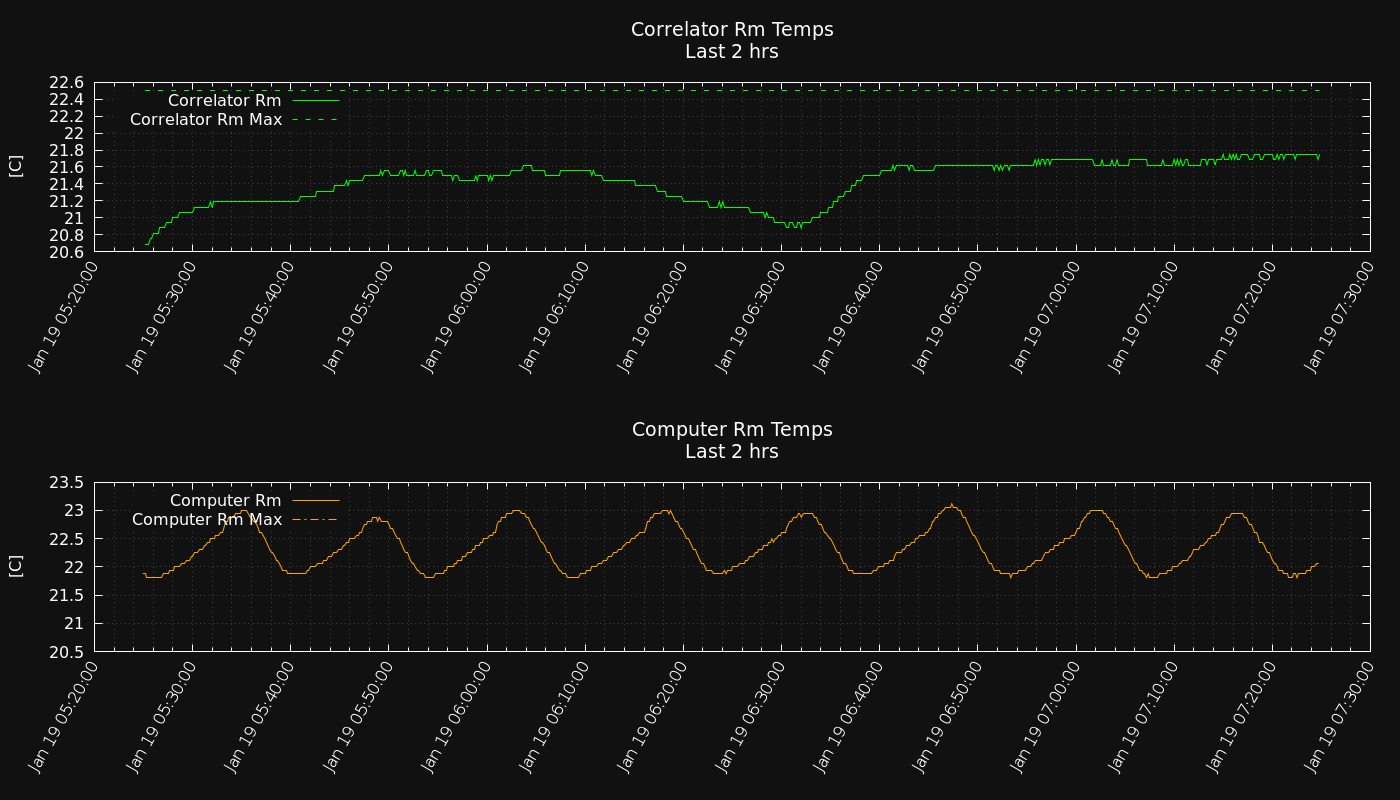 Correlator Rm Temps
Last 2 hrs
22.6
22.4
22.2
22
21.8
21.6
21.4
21.2
21
20.8
20.6
[C]
Correlator Rm
Correlator Rm Max
Jan 19 05:20:00
Jan 19 05:30:00
Jan 19 05:40:00
Jan 19 05:50:00
Jan 19 06:00:00
Jan 19 06:10:00
Jan 19 06:20:00
Jan 19 06:30:00
Jan 19 06:40:00
Jan 19 06:50:00
Jan 19 07:00:00
Jan 19 07:10:00
Jan 19 07:20:00
Jan 19 07:30:00
Computer Rm Temps
Last 2 hrs
23.5
23
22.5
22
21.5
21
20.5
[C]
Computer Rm
Computer Rm Max
Jan 19 05:20:00
Jan 19 05:30:00
Jan 19 05:40:00
Jan 19 05:50:00
Jan 19 06:00:00
Jan 19 06:10:00
Jan 19 06:20:00
Jan 19 06:30:00
Jan 19 06:40:00
Jan 19 06:50:00
Jan 19 07:00:00
Jan 19 07:10:00
Jan 19 07:20:00
Jan 19 07:30:00